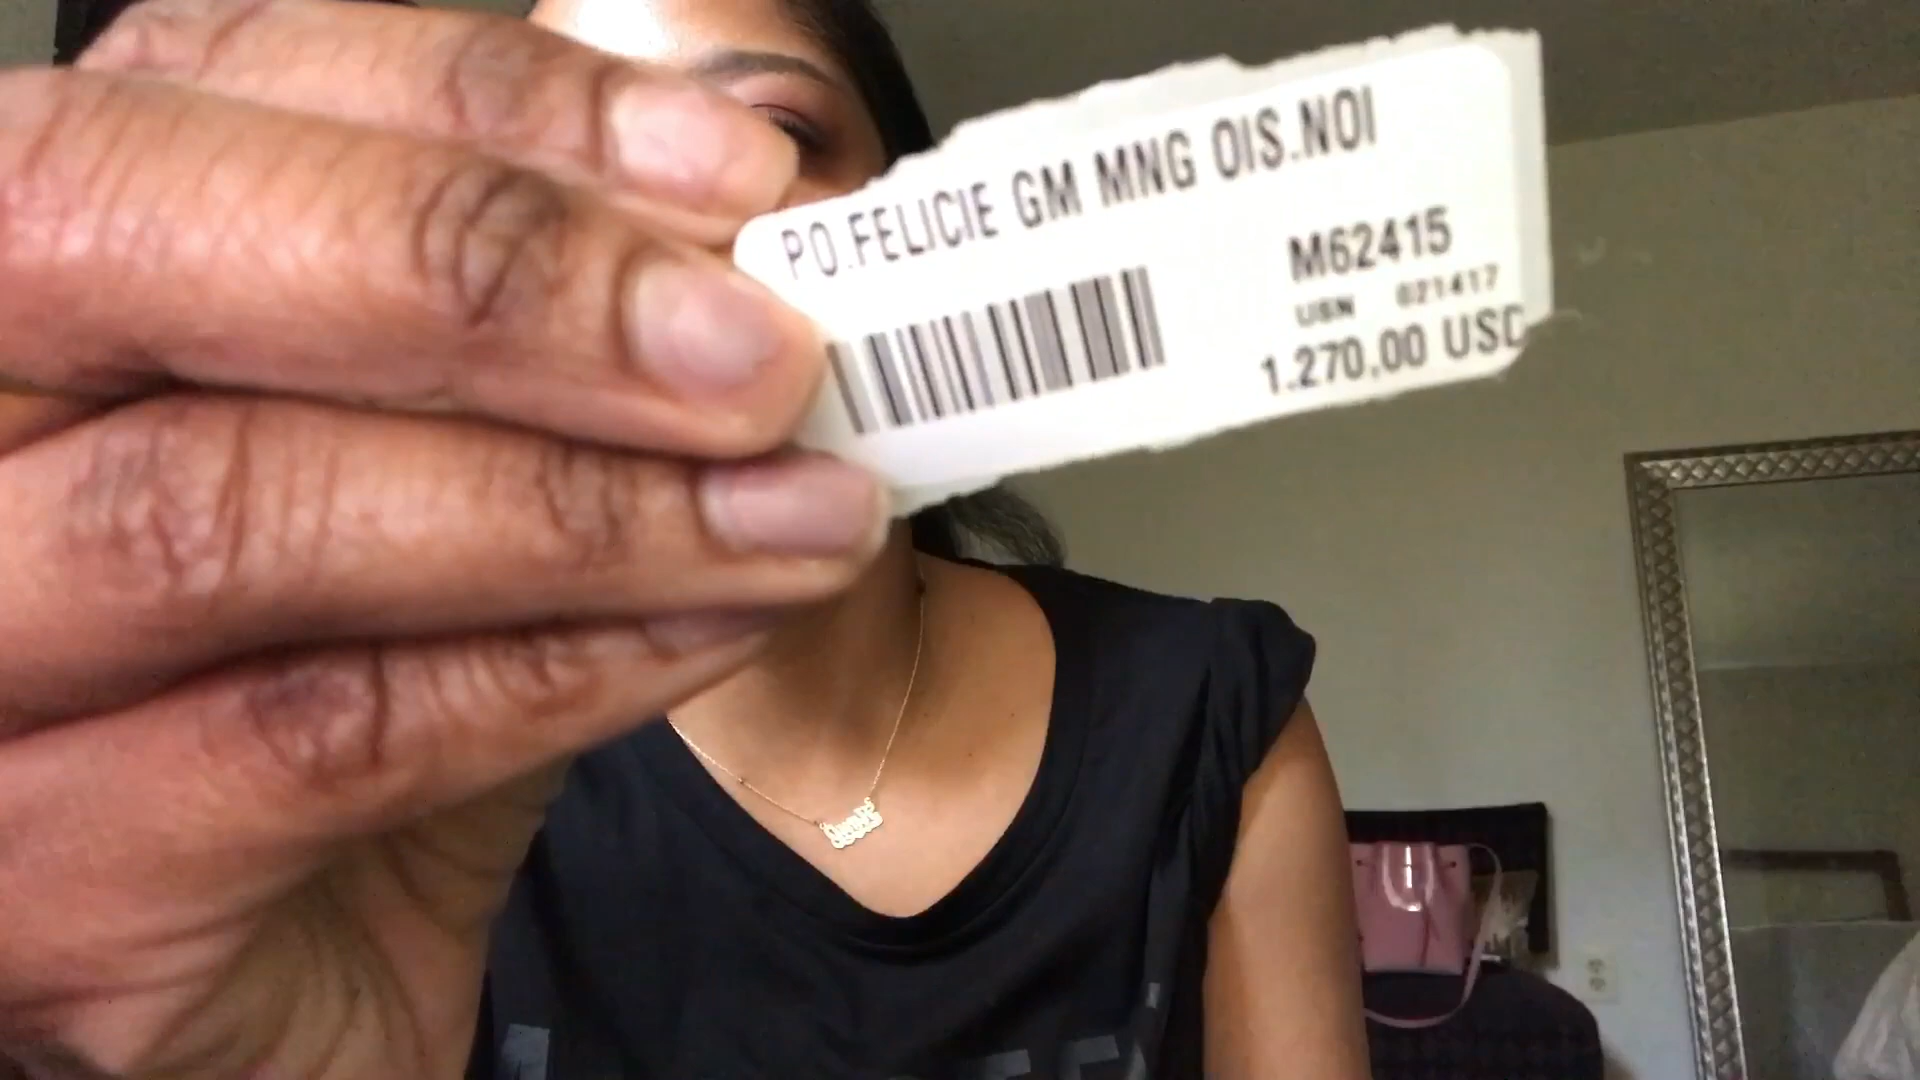 PO.FELICIE GM MNG OIS.NOI
M62415
USN 021417
1.270,00 USD